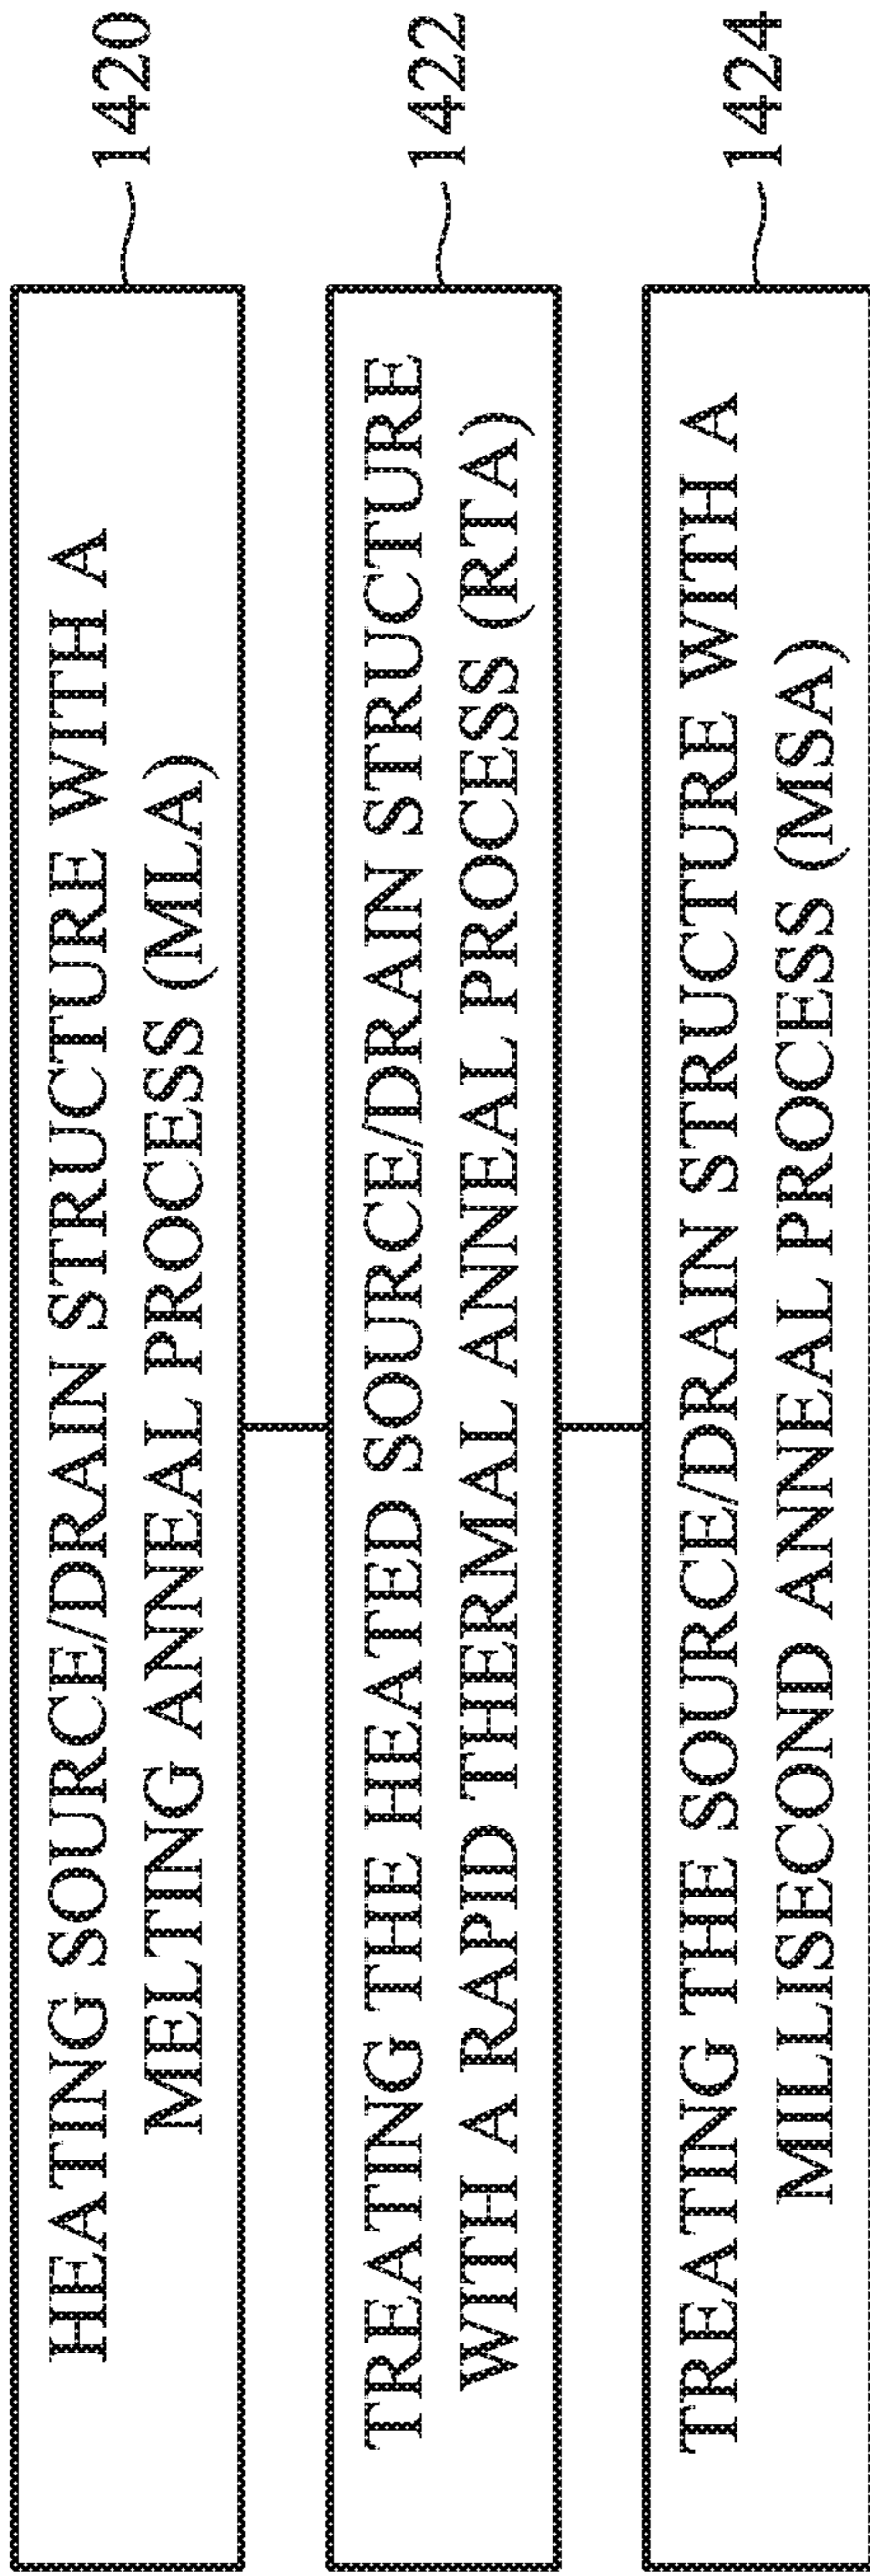 HEATING SOURCE/DRAIN STRUCTURE WITH A
MELTING ANNEAL PROCESS (MLA)
1420
TREATING THE HEATED SOURCE/DRAIN STRUCTURE
WITH A RAPID THERMAL ANNEAL PROCESS (RTA)
1422
TREATING THE SOURCE/DRAIN STRUCTURE WITH A
MILLISECOND ANNEAL PROCESS (MSA)
1424